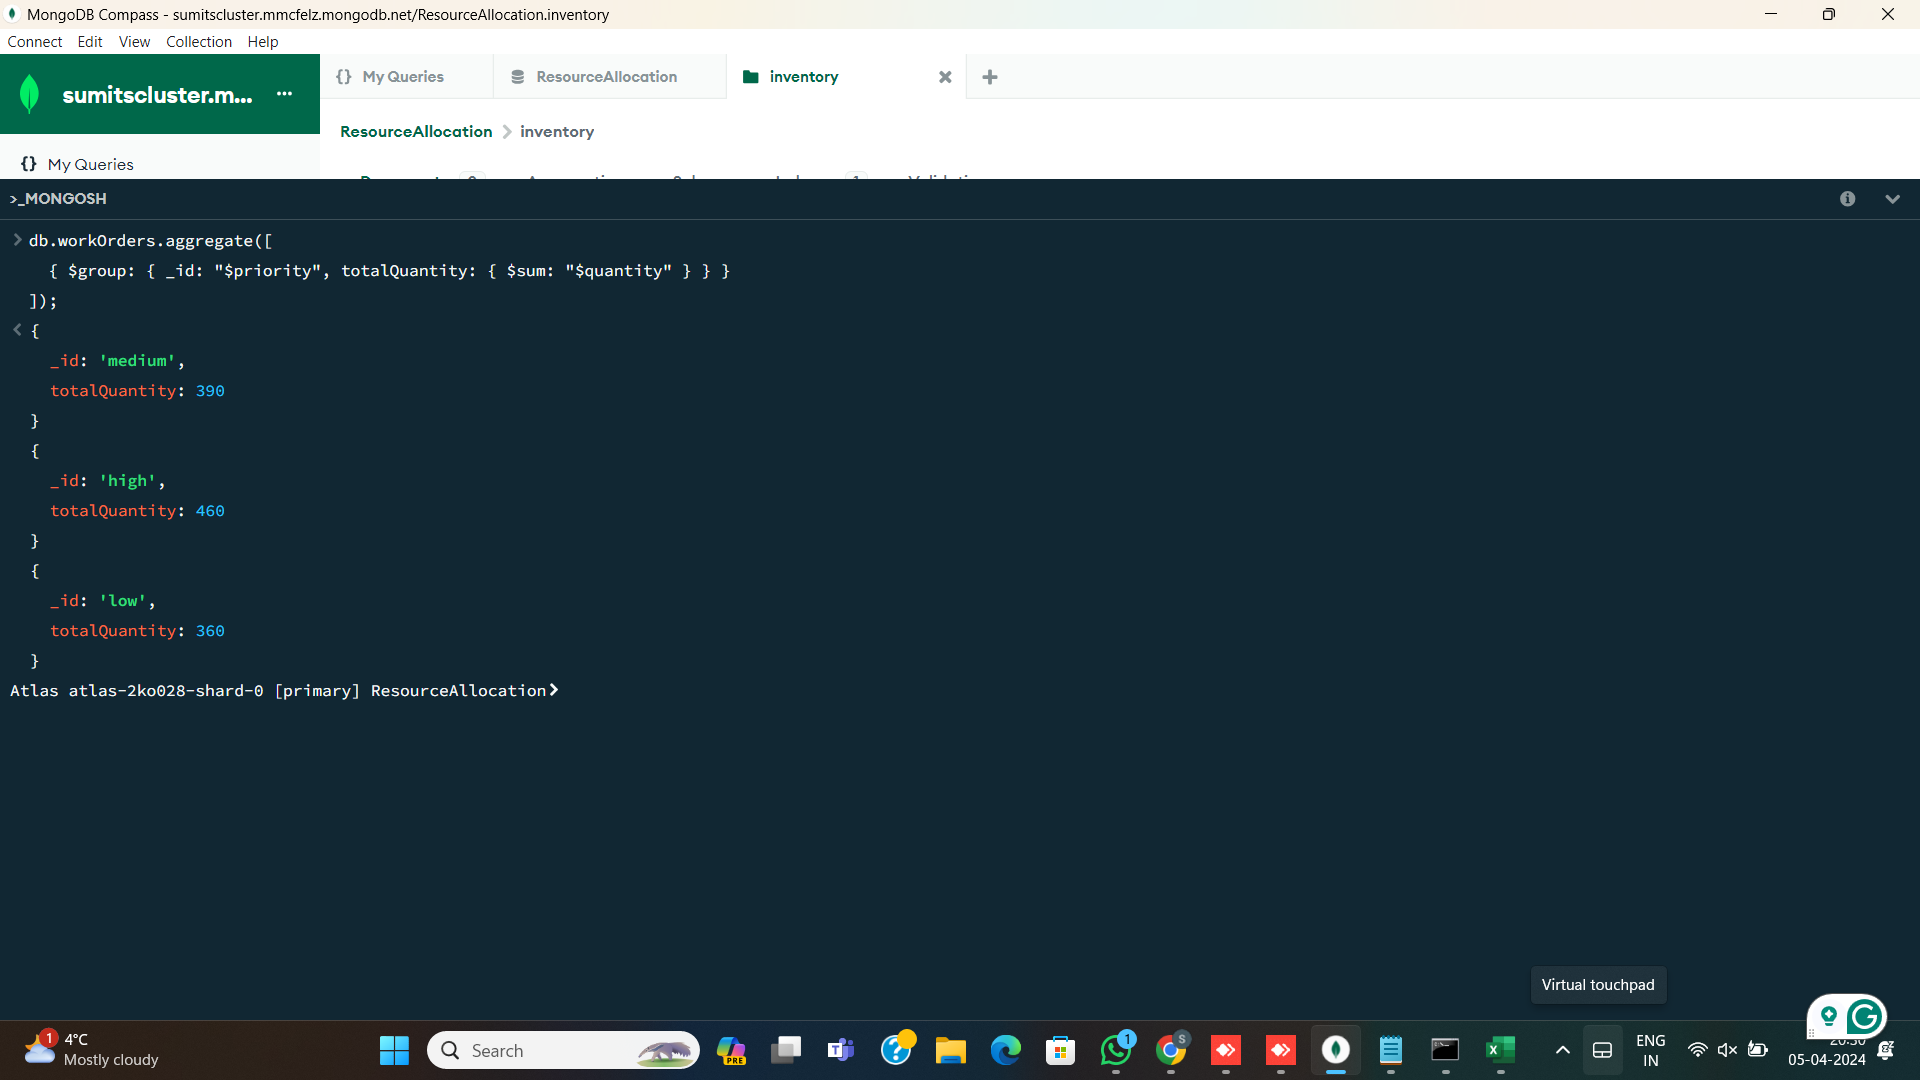 MongoDB Compass - sumitscluster.mmcfelz.mongodb.net/ResourceAllocation.inventory
Connect Edit View Collection Help
sumitscluster.m... ...
{} My Queries
ResourceAllocation
inventory
ResourceAllocation > inventory
{} My Queries
>_MONGOSH
> db.workOrders.aggregate([
{ $group: { _id: "$priority", totalQuantity: { $sum: "$quantity" } } }
]);
< {
_id: 'medium',
totalQuantity: 390
}
{
_id: 'high',
totalQuantity: 460
}
{
_id: 'low',
totalQuantity: 360
}
Atlas atlas-2ko028-shard-0 [primary] ResourceAllocation>
Virtual touchpad
1
4°C
Mostly cloudy
Search
PRE
1
S
ENG
IN
05-04-2024